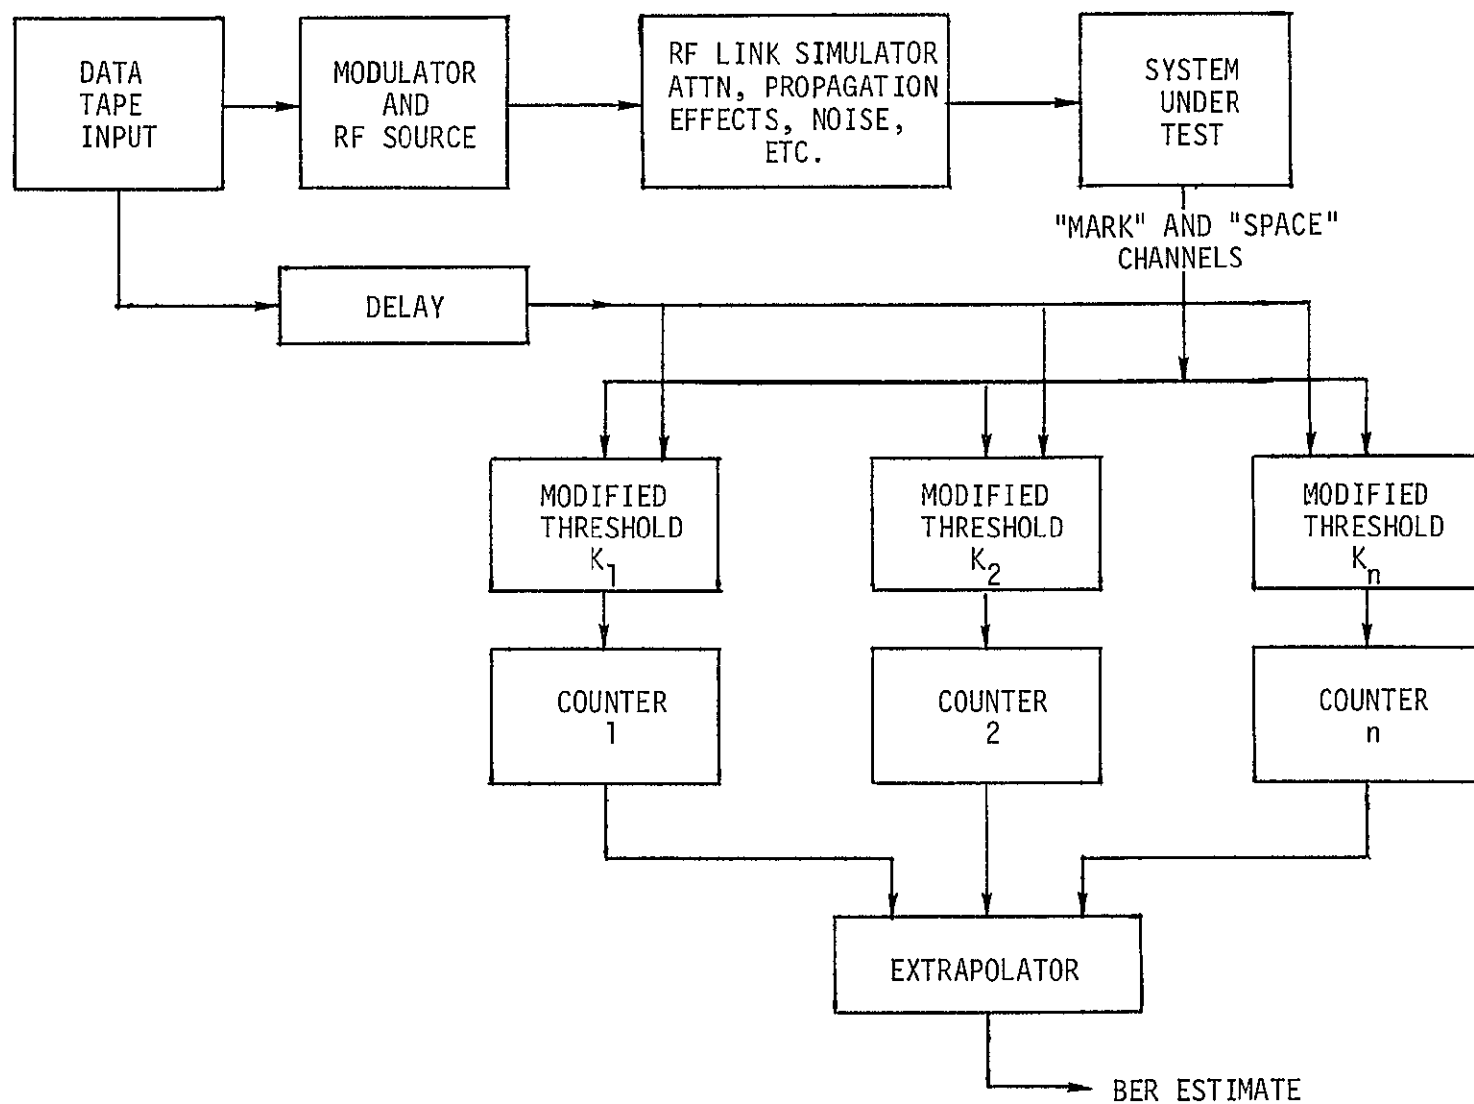 DATA
TAPE
INPUT
MODULATOR
AND
RF SOURCE
RF LINK SIMULATOR
ATTN, PROPAGATION
EFFECTS, NOISE,
ETC.
SYSTEM
UNDER
TEST
"MARK" AND "SPACE"
CHANNELS
DELAY
MODIFIED
THRESHOLD
K₁
MODIFIED
THRESHOLD
K₂
MODIFIED
THRESHOLD
Kₙ
COUNTER
1
COUNTER
2
COUNTER
n
EXTRAPOLATOR
BER ESTIMATE